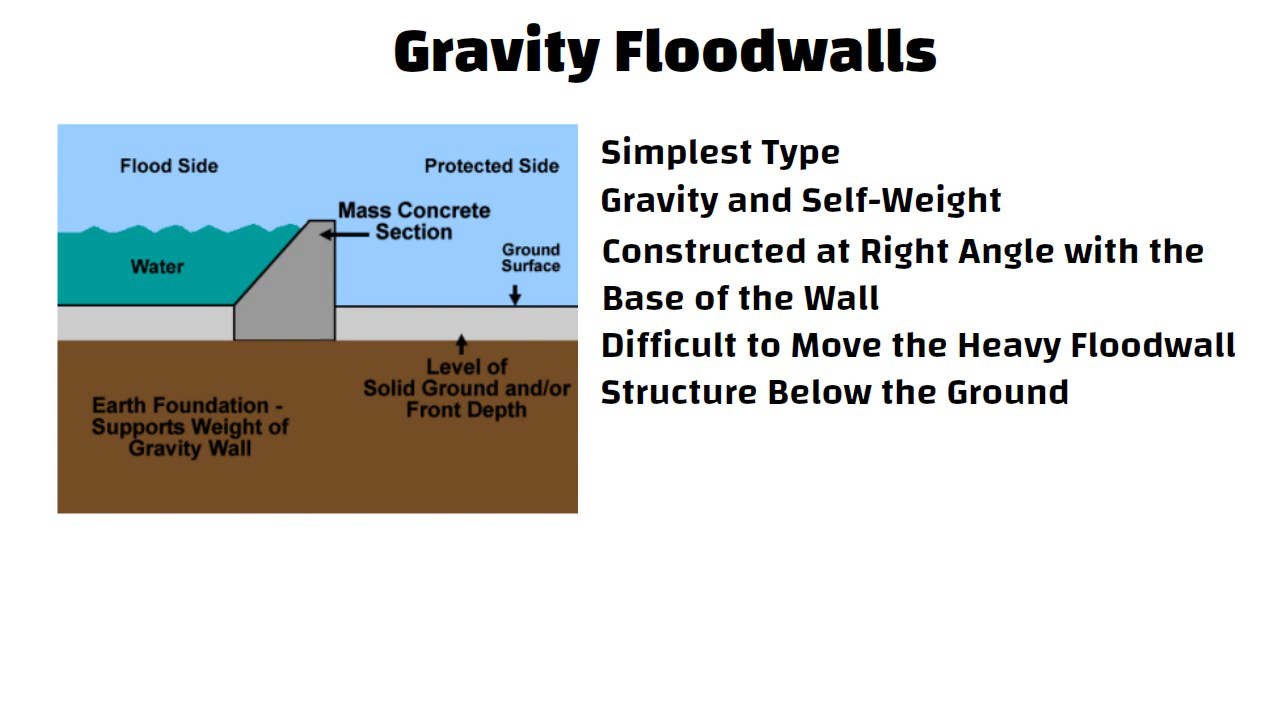 Gravity Floodwalls
Flood Side
Protected Side
Mass Concrete
Section
Ground
Surface
Water
Level of
Solid Ground and/or
Front Depth
Earth Foundation -
Supports Weight of
Gravity Wall
Simplest Type
Gravity and Self-Weight
Constructed at Right Angle with the
Base of the Wall
Difficult to Move the Heavy Floodwall
Structure Below the Ground